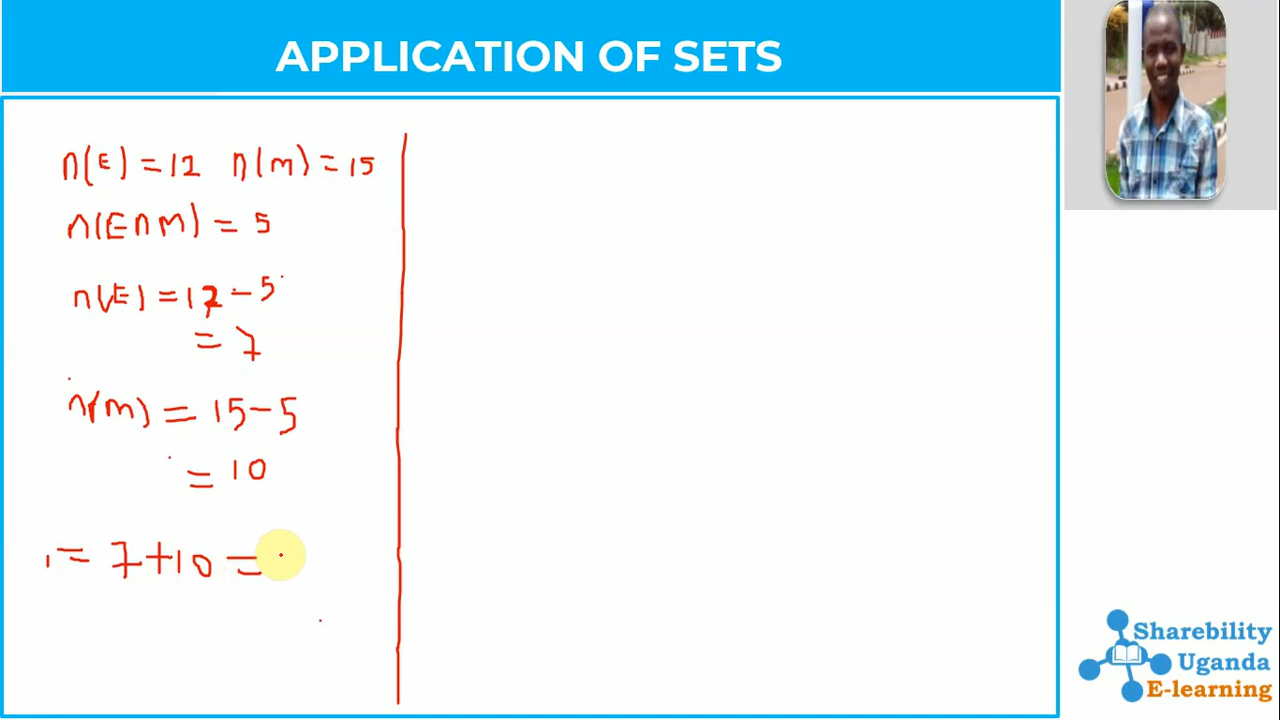 APPLICATION OF SETS
n(E) = 12 n(m) = 15
n(E n m) = 5
n(E) = 12 - 5
= 7
n(m) = 15 - 5
= 10
= 7 + 10 =
Sharebility
Uganda
E-learning